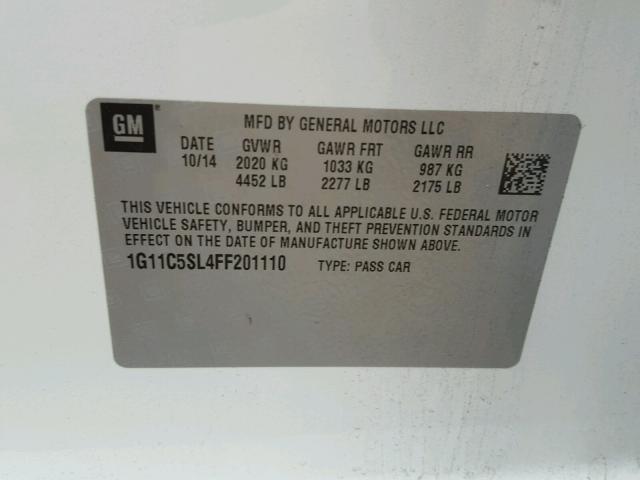 GM ® MFD BY GENERAL MOTORS LLC
DATE GVWR GAWR FRT GAWR RR
10/14 2020 KG 1033 KG 987 KG
4452 LB 2277 LB 2175 LB
THIS VEHICLE CONFORMS TO ALL APPLICABLE U.S. FEDERAL MOTOR
VEHICLE SAFETY, BUMPER, AND THEFT PREVENTION STANDARDS IN
EFFECT ON THE DATE OF MANUFACTURE SHOWN ABOVE.
1G11C5SL4FF201110 TYPE: PASS CAR